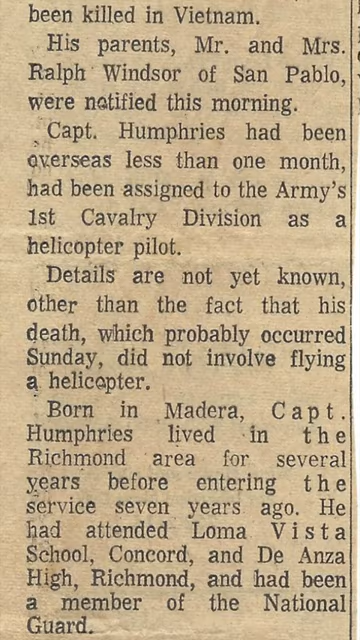 been killed in Vietnam.
His parents, Mr. and Mrs.
Ralph Windsor of San Pablo,
were notified this morning.
Capt. Humphries had been
overseas less than one month,
had been assigned to the Army's
1st Cavalry Division as a
helicopter pilot.
Details are not yet known,
other than the fact that his
death, which probably occurred
Sunday, did not involve flying
a helicopter.
Born in Madera, Capt.
Humphries lived in the
Richmond area for several
years before entering the
service seven years ago. He
had attended Loma Vista
School, Concord, and De Anza
High, Richmond, and had been
a member of the National
Guard.